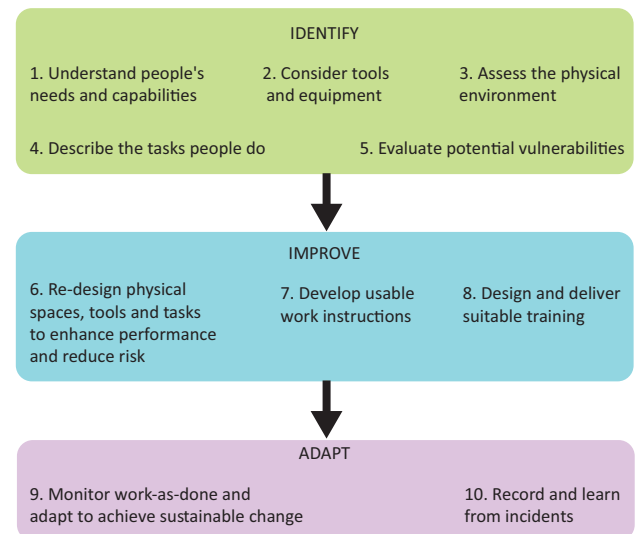 IDENTIFY
1. Understand people's
needs and capabilities
2. Consider tools
and equipment
3. Assess the physical
environment
4. Describe the tasks people do
5. Evaluate potential vulnerabilities
IMPROVE
6. Re-design physical
spaces, tools and tasks
to enhance performance
and reduce risk
7. Develop usable
work instructions
8. Design and deliver
suitable training
ADAPT
9. Monitor work-as-done and
adapt to achieve sustainable change
10. Record and learn
from incidents